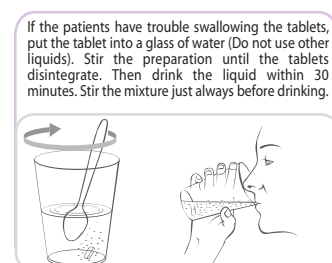 If the patients have trouble swallowing the tablets,
put the tablet into a glass of water (Do not use other
liquids). Stir the preparation until the tablets
disintegrate. Then drink the liquid within 30
minutes. Stir the mixture just always before drinking.